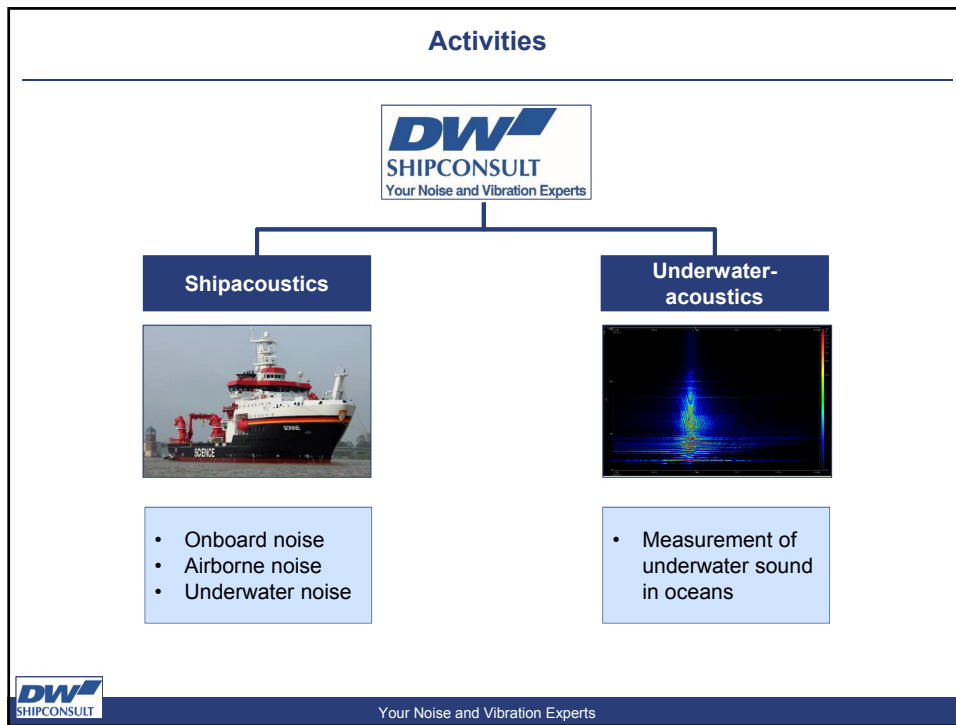 Activities
DW
SHIPCONSULT
Your Noise and Vibration Experts
Shipacoustics
Underwater-
acoustics
SONNE
SCIENCE
• Onboard noise
• Airborne noise
• Underwater noise
• Measurement of
underwater sound
in oceans
DW
SHIPCONSULT
Your Noise and Vibration Experts